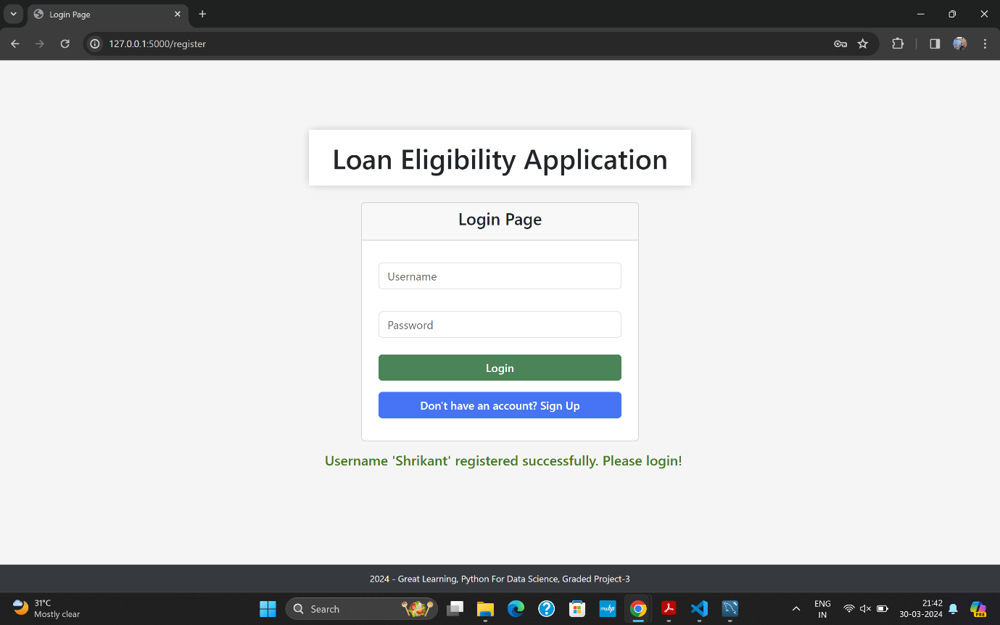 Login Page
127.0.0.1:5000/register
Loan Eligibility Application
Login Page
Username
Password
Login
Don't have an account? Sign Up
Username 'Shrikant' registered successfully. Please login!
2024 - Great Learning, Python For Data Science, Graded Project-3
31°C
Mostly clear
Search
myhp
ENG
IN
21:42
30-03-2024
PRE